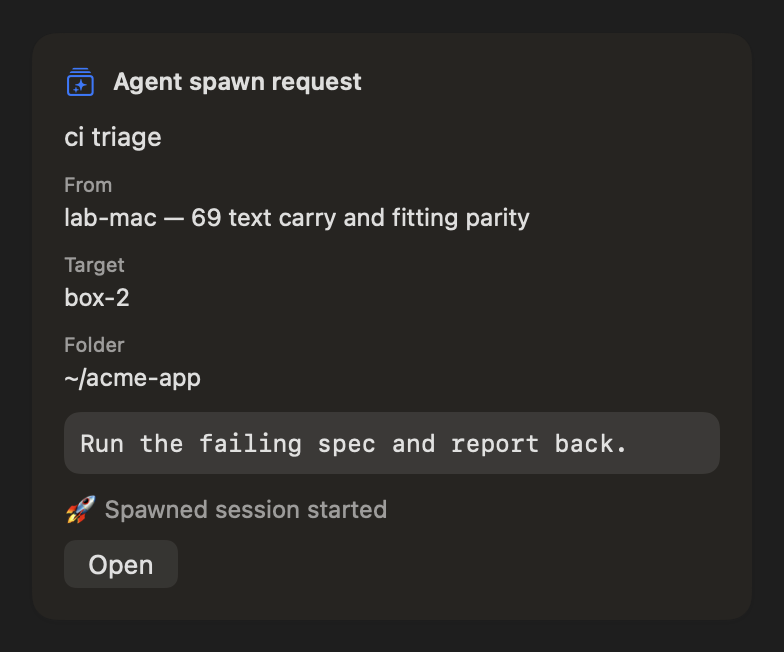 Agent spawn request
ci triage
From
lab-mac — 69 text carry and fitting parity
Target
box-2
Folder
~/acme-app
Run the failing spec and report back.
🚀 Spawned session started
Open